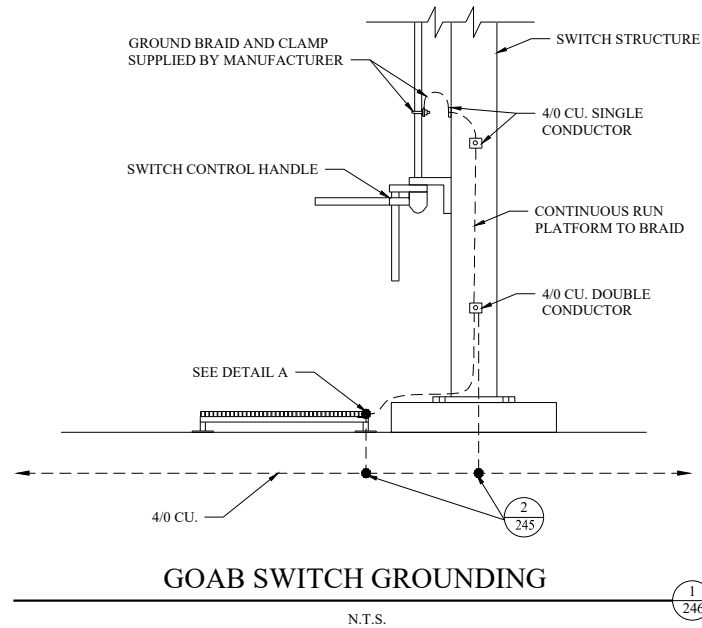 GROUND BRAID AND CLAMP
SUPPLIED BY MANUFACTURER
SWITCH STRUCTURE
4/0 CU. SINGLE
CONDUCTOR
SWITCH CONTROL HANDLE
CONTINUOUS RUN
PLATFORM TO BRAID
4/0 CU. DOUBLE
CONDUCTOR
SEE DETAIL A
4/0 CU.
2
245
GOAB SWITCH GROUNDING
1
246
N.T.S.